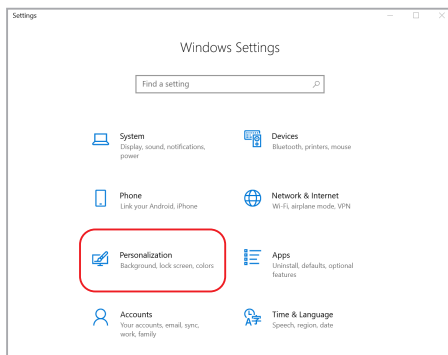 Settings
Windows Settings
Find a setting
System
Display, sound, notifications,
power
Devices
Bluetooth, printers, mouse
Phone
Link your Android, iPhone
Network & Internet
Wi-Fi, airplane mode, VPN
Personalization
Background, lock screen, colors
Apps
Uninstall, defaults, optional
features
Accounts
Your accounts, email, sync,
work, family
Time & Language
Speech, region, date